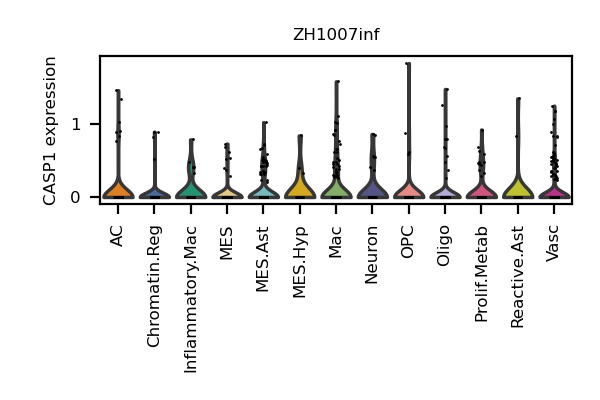 ZH1007inf
CASP1 expression
1
0
AC
Chromatin.Reg
Inflammatory.Mac
MES
MES.Ast
MES.Hyp
Mac
Neuron
OPC
Oligo
Prolif.Metab
Reactive.Ast
Vasc